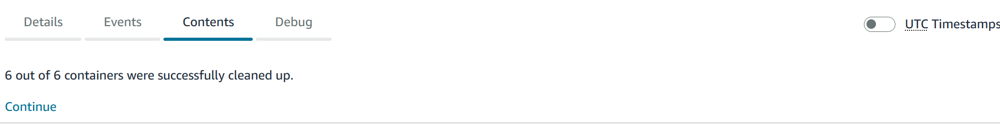 Details Events Contents Debug UTC Timestamps
6 out of 6 containers were successfully cleaned up.
Continue